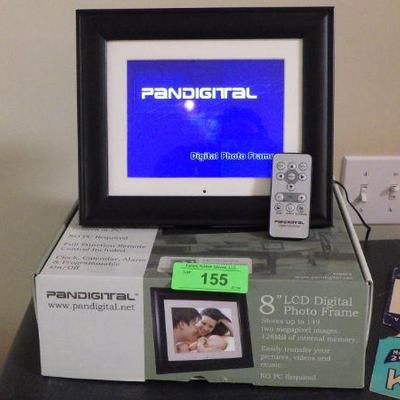 PANDIGITAL
Digital Photo Frame
PANDIGITAL
NO PC Required
Full Function Remote
Control Included
Clock, Calendar, Alarm
& Programmable
On/Off
155
PANDIGITAL
www.pandigital.net
8" LCD Digital
Photo Frame
Stores up to 149
two megapixel images.
128MB of internal memory.
Easily transfer your
pictures, videos and
music.
NO PC Required